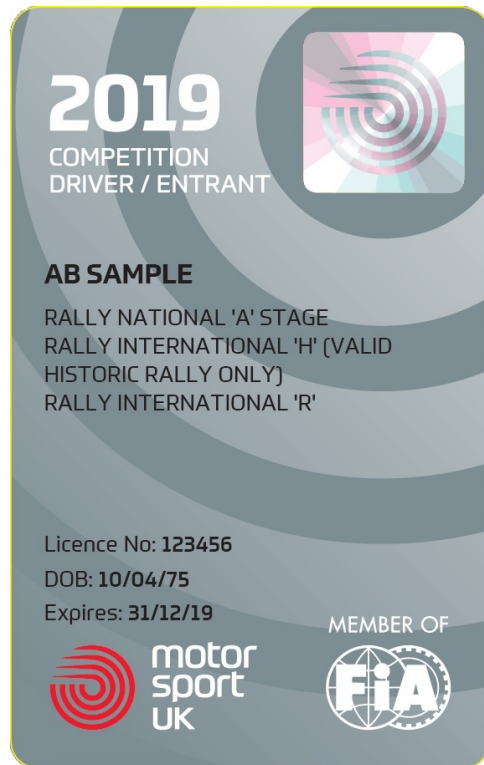 2019
COMPETITION
DRIVER / ENTRANT
AB SAMPLE
RALLY NATIONAL 'A' STAGE
RALLY INTERNATIONAL 'H' (VALID
HISTORIC RALLY ONLY)
RALLY INTERNATIONAL 'R'
Licence No: 123456
DOB: 10/04/75
Expires: 31/12/19
motor
sport
UK
MEMBER OF
FiA